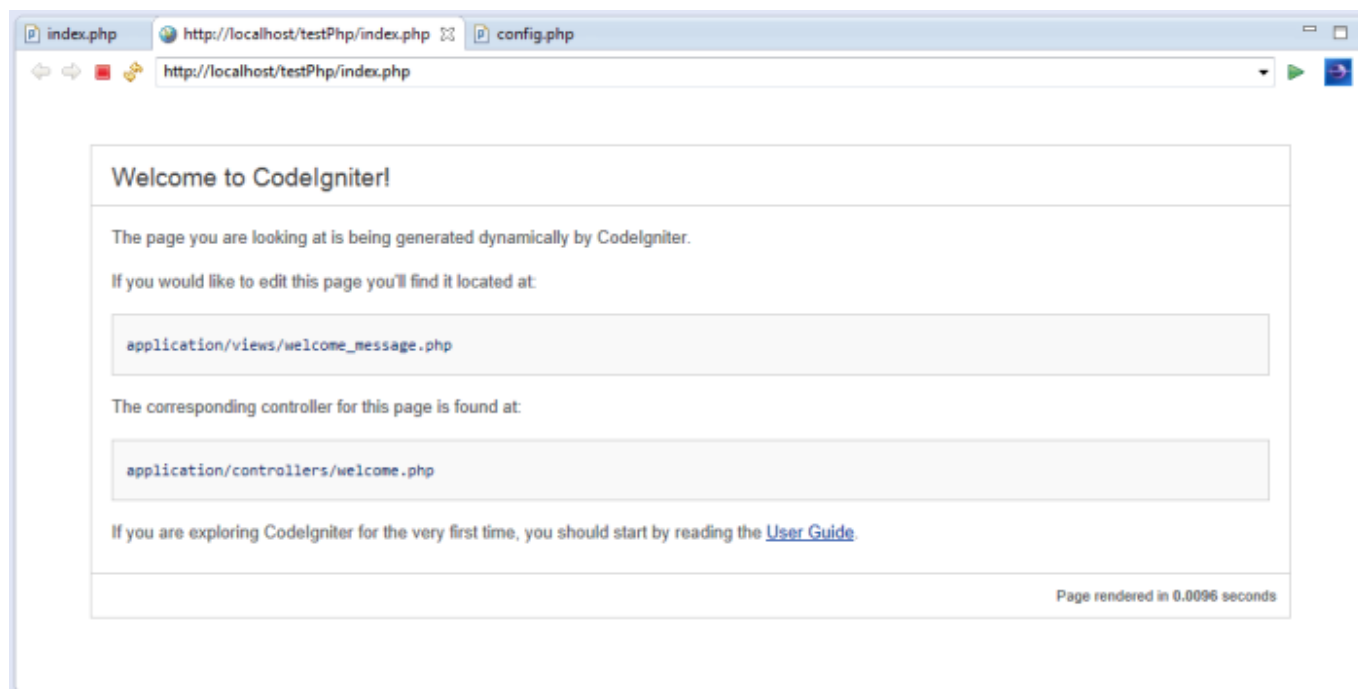 index.php http://localhost/testPhp/index.php config.php
http://localhost/testPhp/index.php
Welcome to CodeIgniter!
The page you are looking at is being generated dynamically by CodeIgniter.
If you would like to edit this page you'll find it located at:
application/views/welcome_message.php
The corresponding controller for this page is found at:
application/controllers/welcome.php
If you are exploring CodeIgniter for the very first time, you should start by reading the User Guide.
Page rendered in 0.0096 seconds